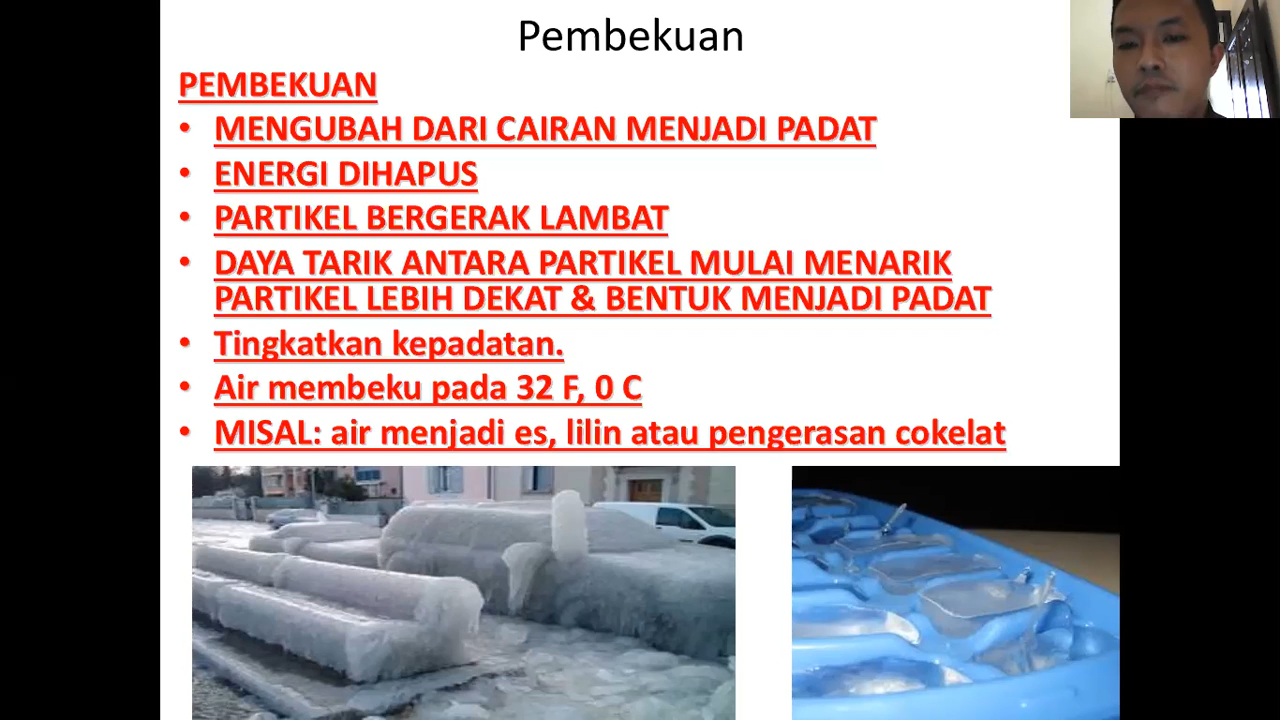 Pembekuan
PEMBEKUAN
• MENGUBAH DARI CAIRAN MENJADI PADAT
• ENERGI DIHAPUS
• PARTIKEL BERGERAK LAMBAT
• DAYA TARIK ANTARA PARTIKEL MULAI MENARIK
PARTIKEL LEBIH DEKAT & BENTUK MENJADI PADAT
• Tingkatkan kepadatan.
• Air membeku pada 32 F, 0 C
• MISAL: air menjadi es, lilin atau pengerasan cokelat